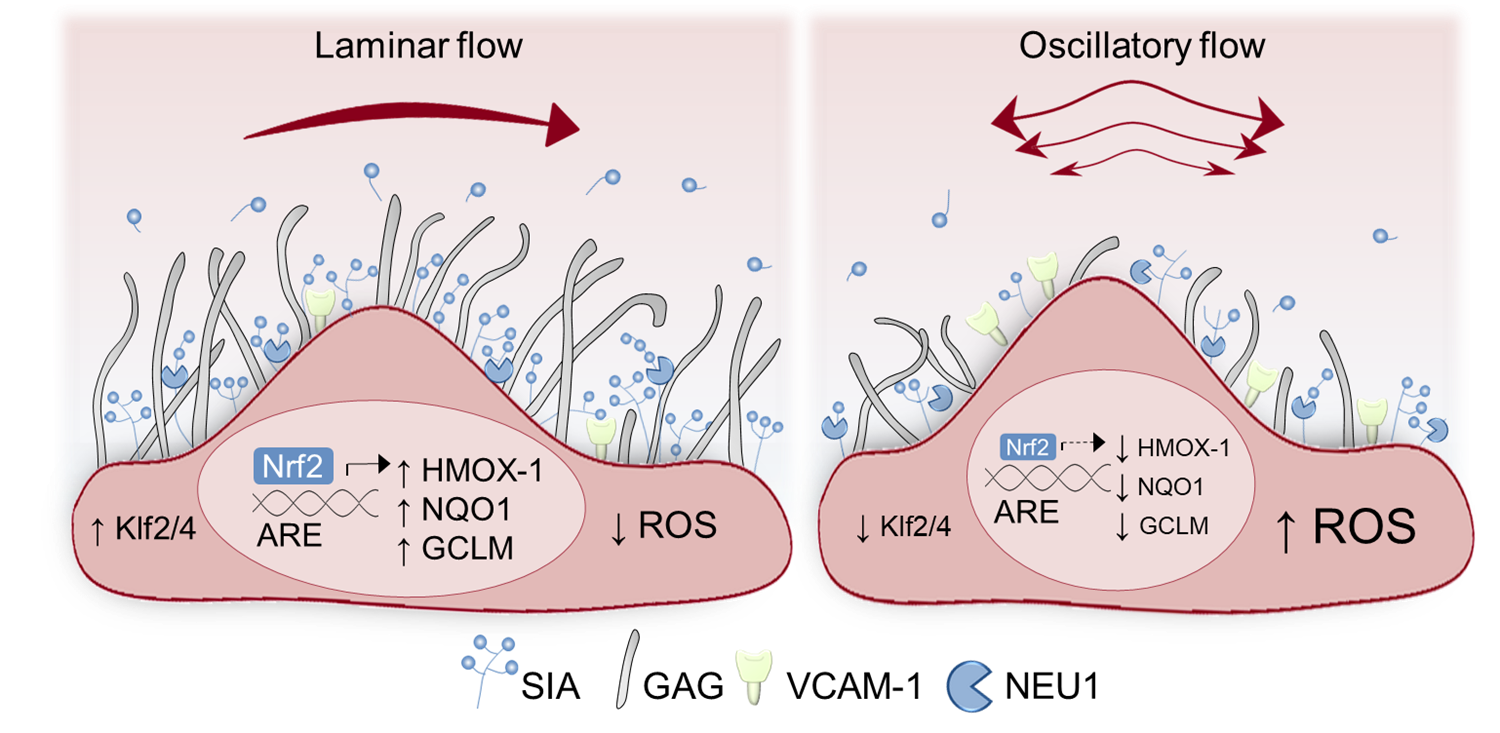 Laminar flow
Nrf2
↑ HMOX-1
↑ NQO1
ARE
↑ GCLM
↑ Klf2/4
↓ ROS
Oscillatory flow
Nrf2
↓ HMOX-1
↓ NQO1
ARE
↓ GCLM
↓ Klf2/4
↑ ROS
SIA GAG VCAM-1 NEU1